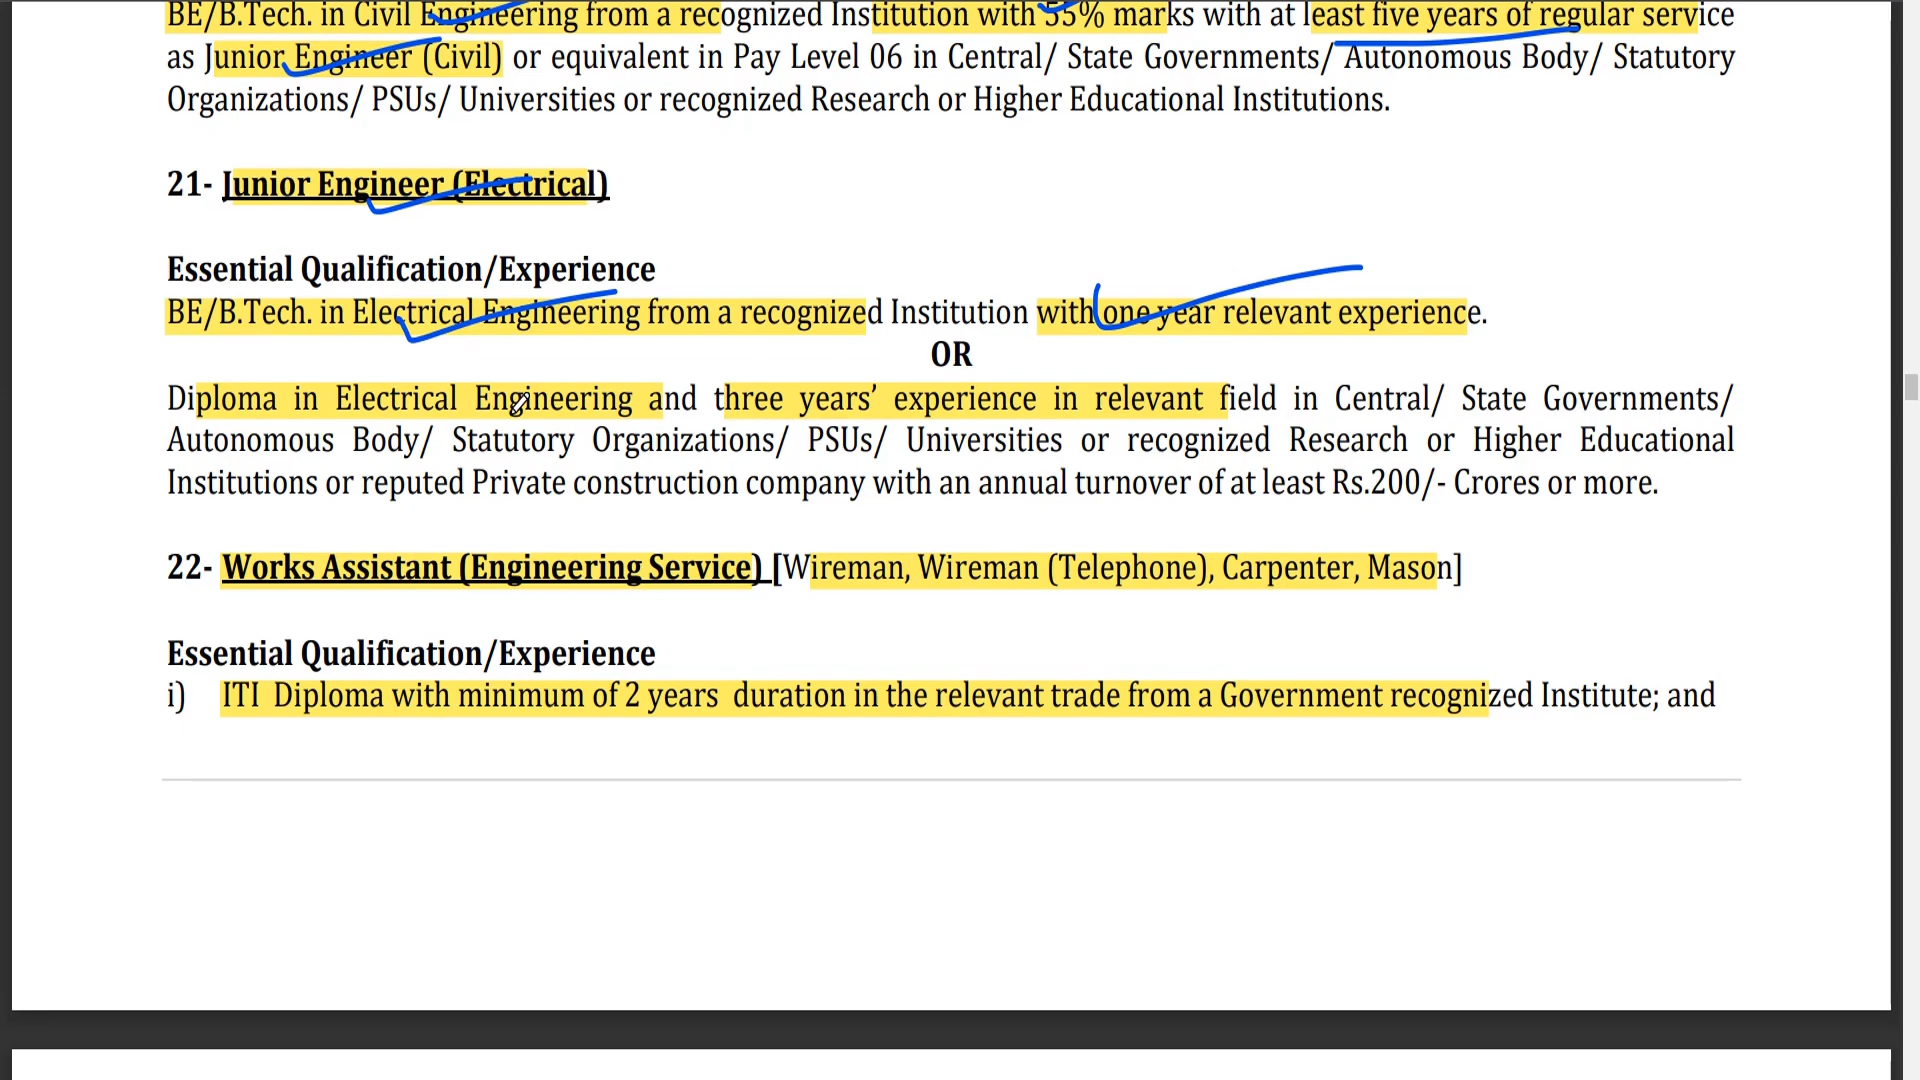 BE/B.Tech. in Civil Engineering from a recognized Institution with 55% marks with at least five years of regular service
as Junior Engineer (Civil) or equivalent in Pay Level 06 in Central/ State Governments/ Autonomous Body/ Statutory
Organizations/ PSUs/ Universities or recognized Research or Higher Educational Institutions.
21- Junior Engineer (Electrical)
Essential Qualification/Experience
BE/B.Tech. in Electrical Engineering from a recognized Institution with one year relevant experience.
OR
Diploma in Electrical Engineering and three years’ experience in relevant field in Central/ State Governments/
Autonomous Body/ Statutory Organizations/ PSUs/ Universities or recognized Research or Higher Educational
Institutions or reputed Private construction company with an annual turnover of at least Rs.200/- Crores or more.
22- Works Assistant (Engineering Service) [Wireman, Wireman (Telephone), Carpenter, Mason]
Essential Qualification/Experience
i) ITI Diploma with minimum of 2 years duration in the relevant trade from a Government recognized Institute; and